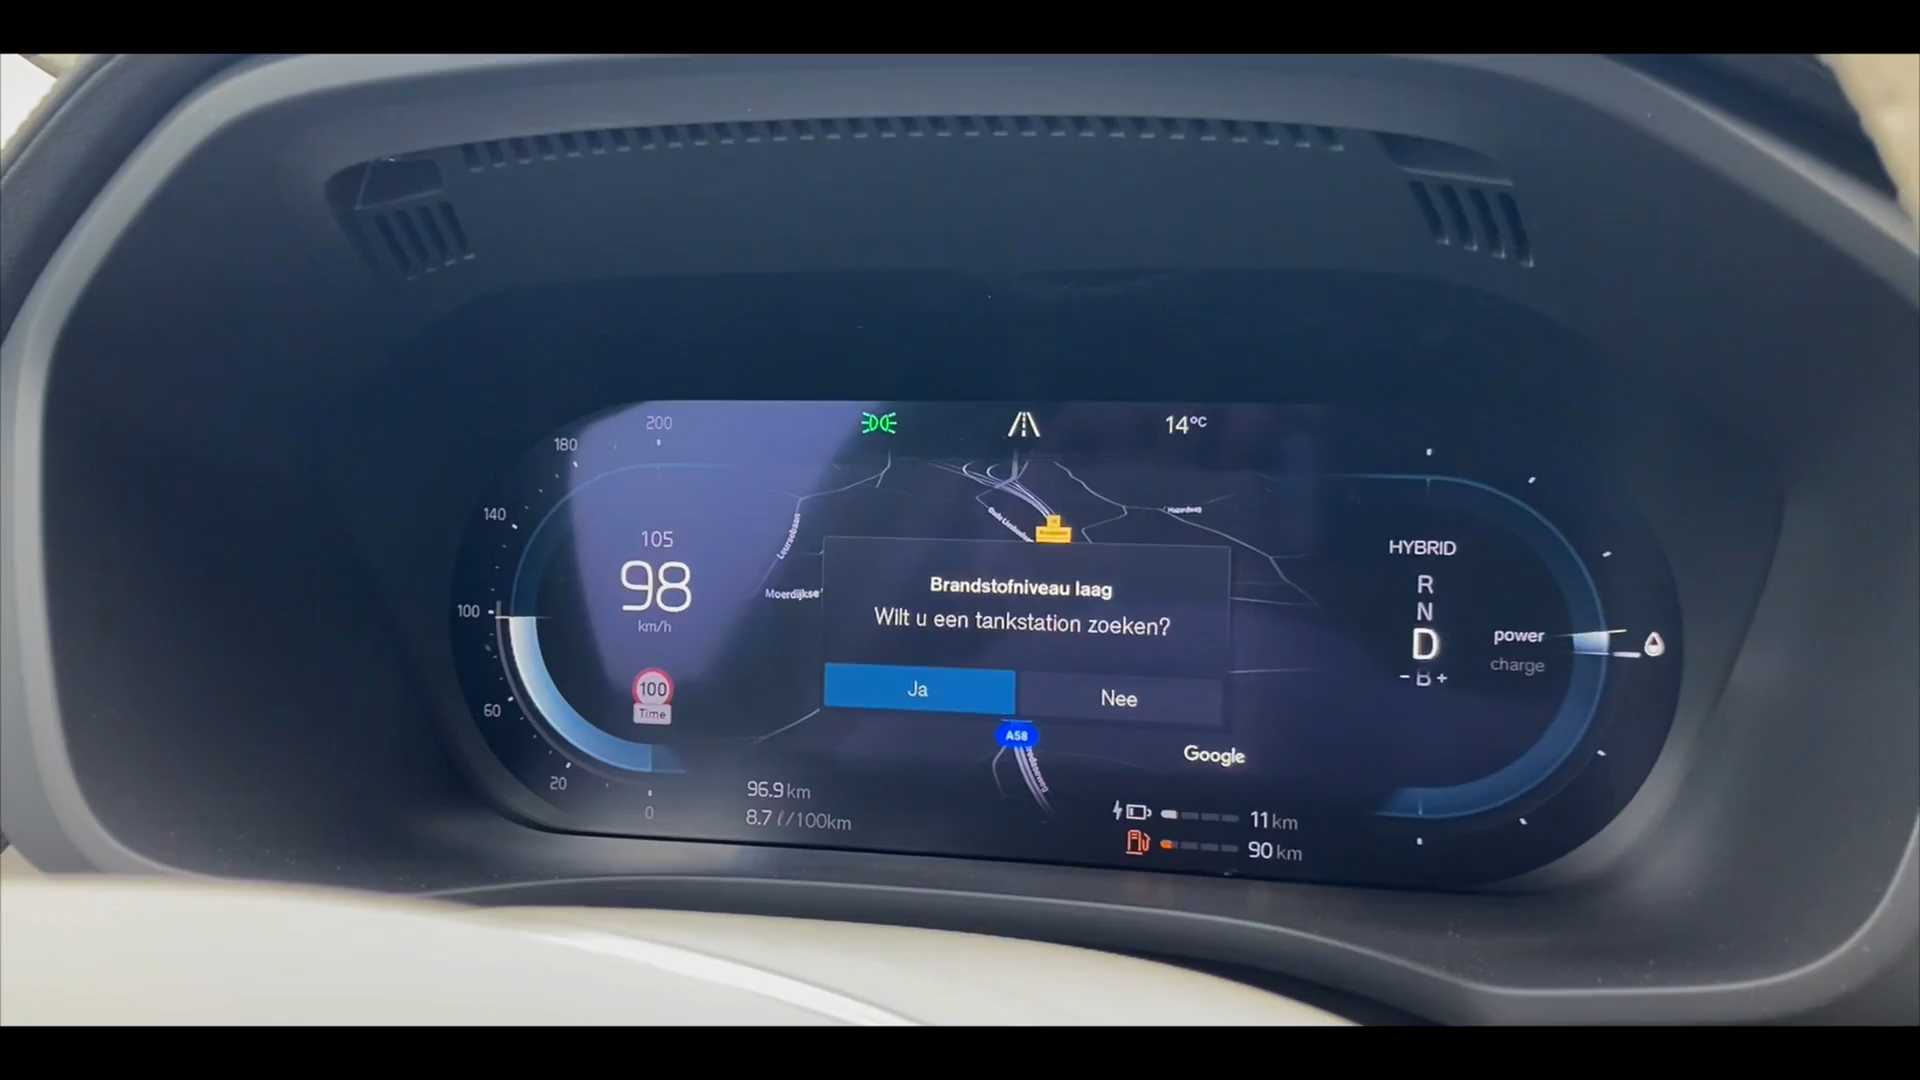 200
14°C
180
140
105
98
km/h
100
100
Time
60
20
0
Leursebaan
Moerdijkse
Brandstofniveau laag
Wilt u een tankstation zoeken?
Ja
Nee
A58
Google
96.9 km
8.7 ℓ/100km
11 km
90 km
HYBRID
R
N
D
- B +
power
charge